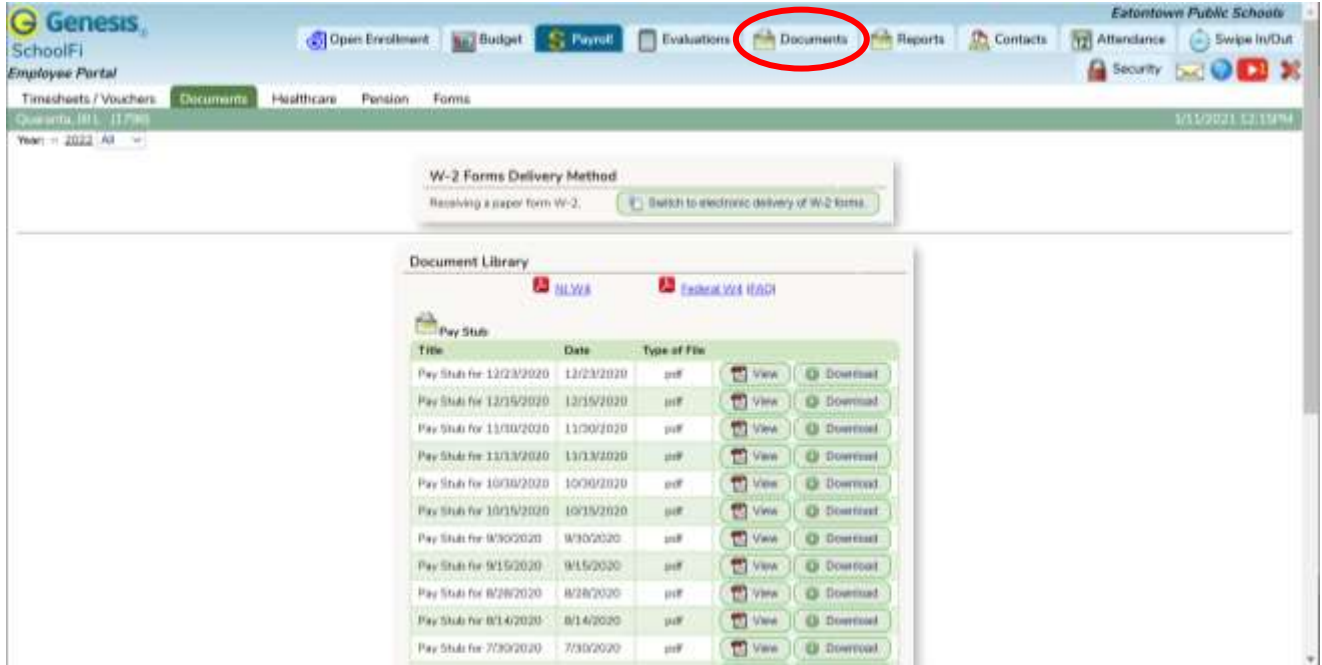 Genesis
SchoolFi
Employee Portal
Eatontown Public Schools
Open Enrollment Budget Payroll Evaluations Documents Reports Contacts Attendance Swipe In/Out
Security
Timesheets / Vouchers Documents Healthcare Pension Forms
1/11/2021 12:15PM
Year: 2022 All
W-2 Forms Delivery Method
Receiving a paper form W-2. Switch to electronic delivery of W-2 forms.
Document Library
NJ W4 Federal W4 (FAQ)
Pay Stub
Title Date Type of File
Pay Stub for 12/23/2020 12/23/2020 pdf View Download
Pay Stub for 12/15/2020 12/15/2020 pdf View Download
Pay Stub for 11/30/2020 11/30/2020 pdf View Download
Pay Stub for 11/13/2020 11/13/2020 pdf View Download
Pay Stub for 10/30/2020 10/30/2020 pdf View Download
Pay Stub for 10/15/2020 10/15/2020 pdf View Download
Pay Stub for 9/30/2020 9/30/2020 pdf View Download
Pay Stub for 9/15/2020 9/15/2020 pdf View Download
Pay Stub for 8/28/2020 8/28/2020 pdf View Download
Pay Stub for 8/14/2020 8/14/2020 pdf View Download
Pay Stub for 7/30/2020 7/30/2020 pdf View Download